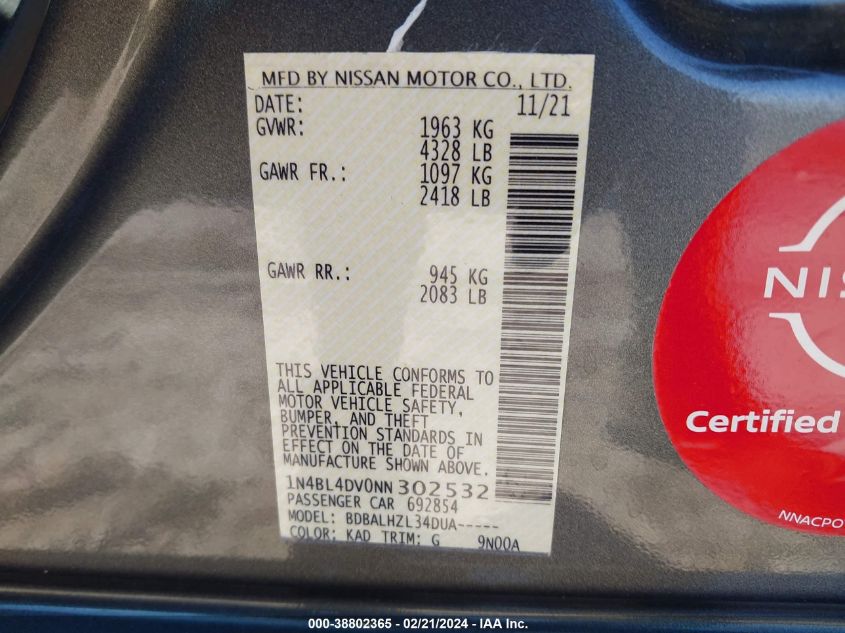 MFD BY NISSAN MOTOR CO., LTD.
DATE: 11/21
GVWR: 1963 KG
4328 LB
GAWR FR.: 1097 KG
2418 LB
GAWR RR.: 945 KG
2083 LB
THIS VEHICLE CONFORMS TO
ALL APPLICABLE FEDERAL
MOTOR VEHICLE SAFETY,
BUMPER, AND THEFT
PREVENTION STANDARDS IN
EFFECT ON THE DATE OF
MANUFACTURE SHOWN ABOVE.
1N4BL4DV0NN302532
PASSENGER CAR 692854
MODEL: BDBALHZL34DUA-----
COLOR: KAD TRIM: G 9N00A
NIS
Certified
NNACPO
000-38802365 - 02/21/2024 - IAA Inc.